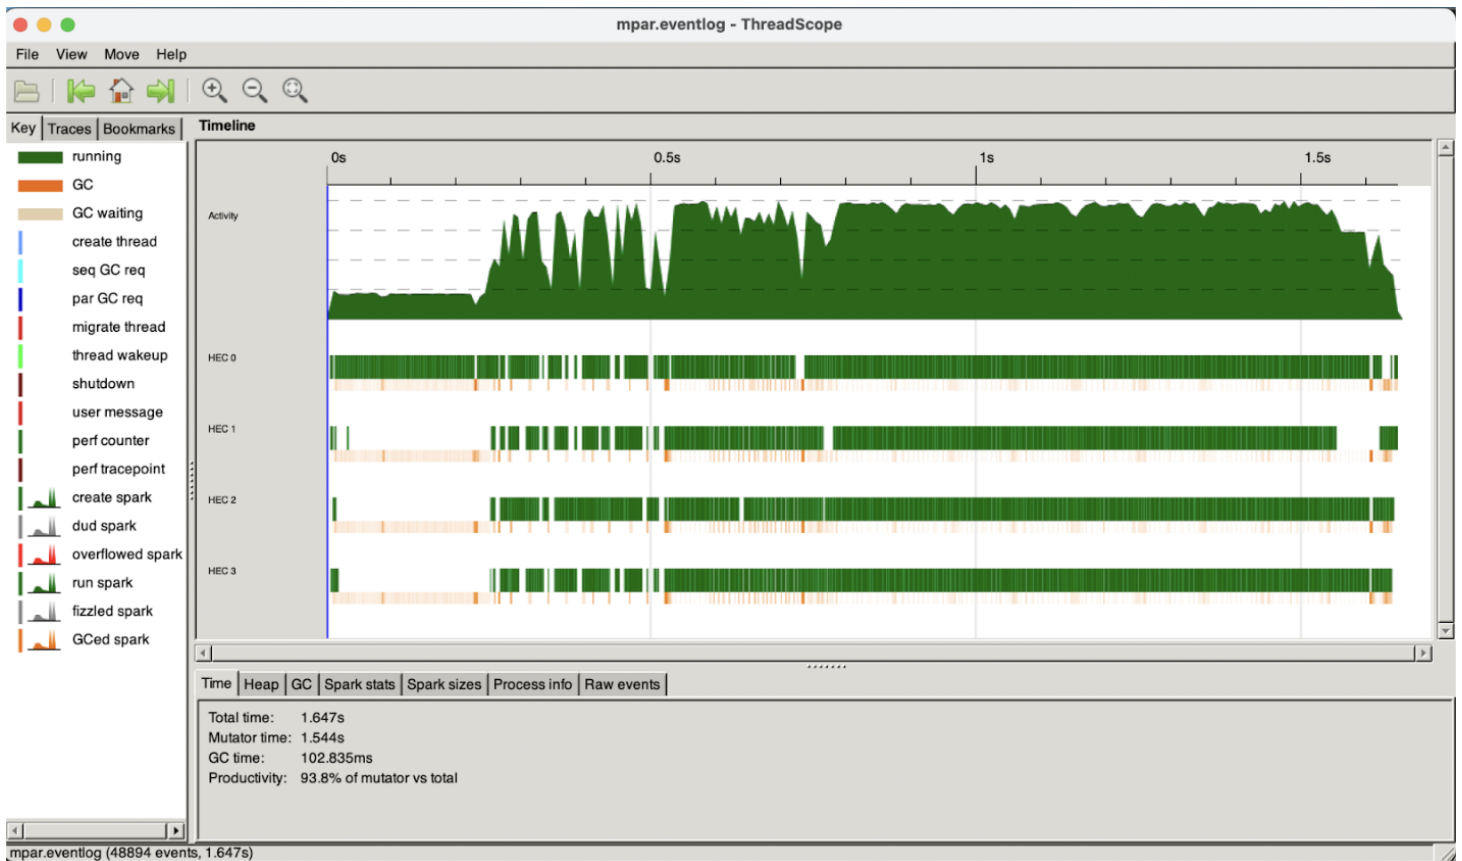 mpar.eventlog - ThreadScope
File View Move Help
Key Traces Bookmarks
running
GC
GC waiting
create thread
seq GC req
par GC req
migrate thread
thread wakeup
shutdown
user message
perf counter
perf tracepoint
create spark
dud spark
overflowed spark
run spark
fizzled spark
GCed spark
Timeline
0s 0.5s 1s 1.5s
Activity
HEC 0
HEC 1
HEC 2
HEC 3
Time Heap GC Spark stats Spark sizes Process info Raw events
Total time: 1.647s
Mutator time: 1.544s
GC time: 102.835ms
Productivity: 93.8% of mutator vs total
mpar.eventlog (48894 events, 1.647s)